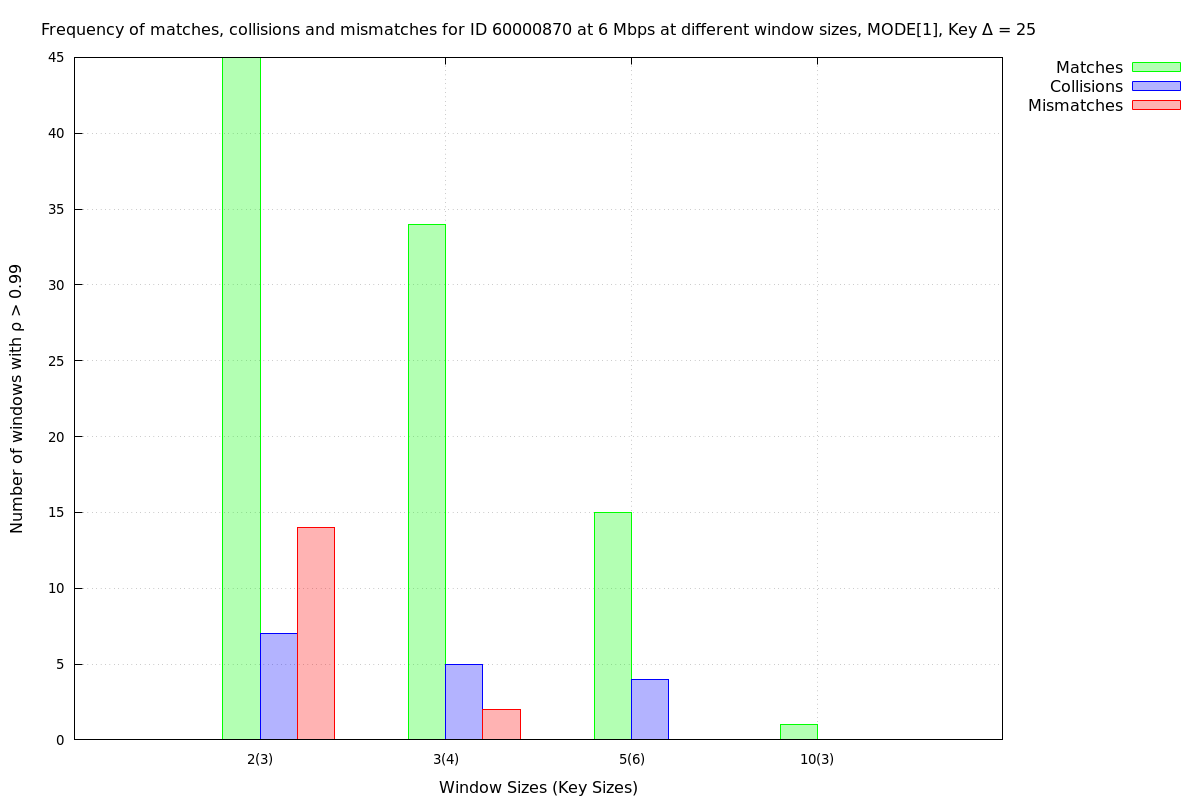 Frequency of matches, collisions and mismatches for ID 60000870 at 6 Mbps at different window sizes, MODE[1], Key Δ = 25
Matches
Collisions
Mismatches
Number of windows with ρ > 0.99
45
40
35
30
25
20
15
10
5
0
2(3) 3(4) 5(6) 10(3)
Window Sizes (Key Sizes)